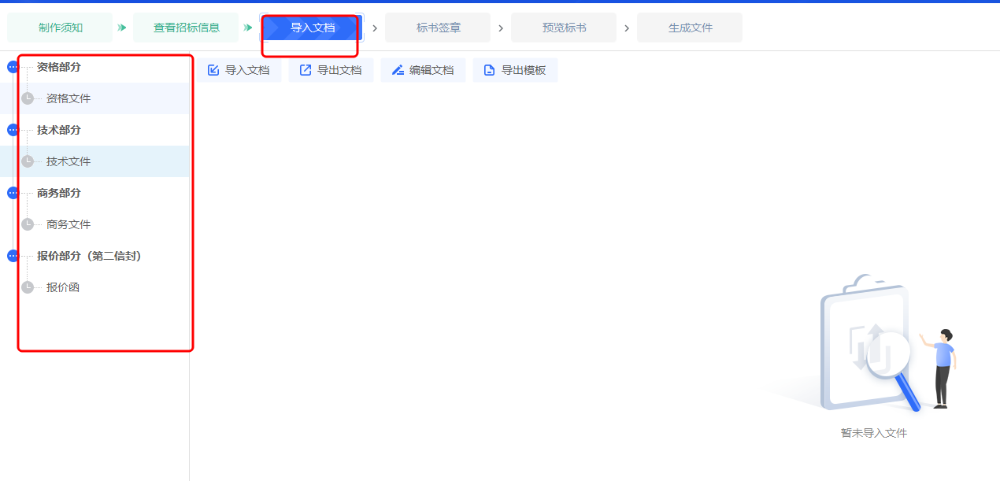 制作须知 查看招标信息 导入文档 标书签章 预览标书 生成文件
导入文档 导出文档 编辑文档 导出模板
资格部分
资格文件
技术部分
技术文件
商务部分
商务文件
报价部分（第二信封）
报价函
暂未导入文件